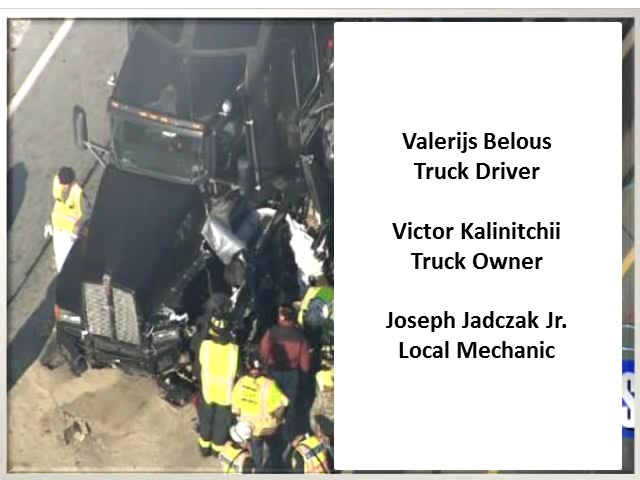 Valerijs Belous
Truck Driver
Victor Kalinitchii
Truck Owner
Joseph Jadczak Jr.
Local Mechanic